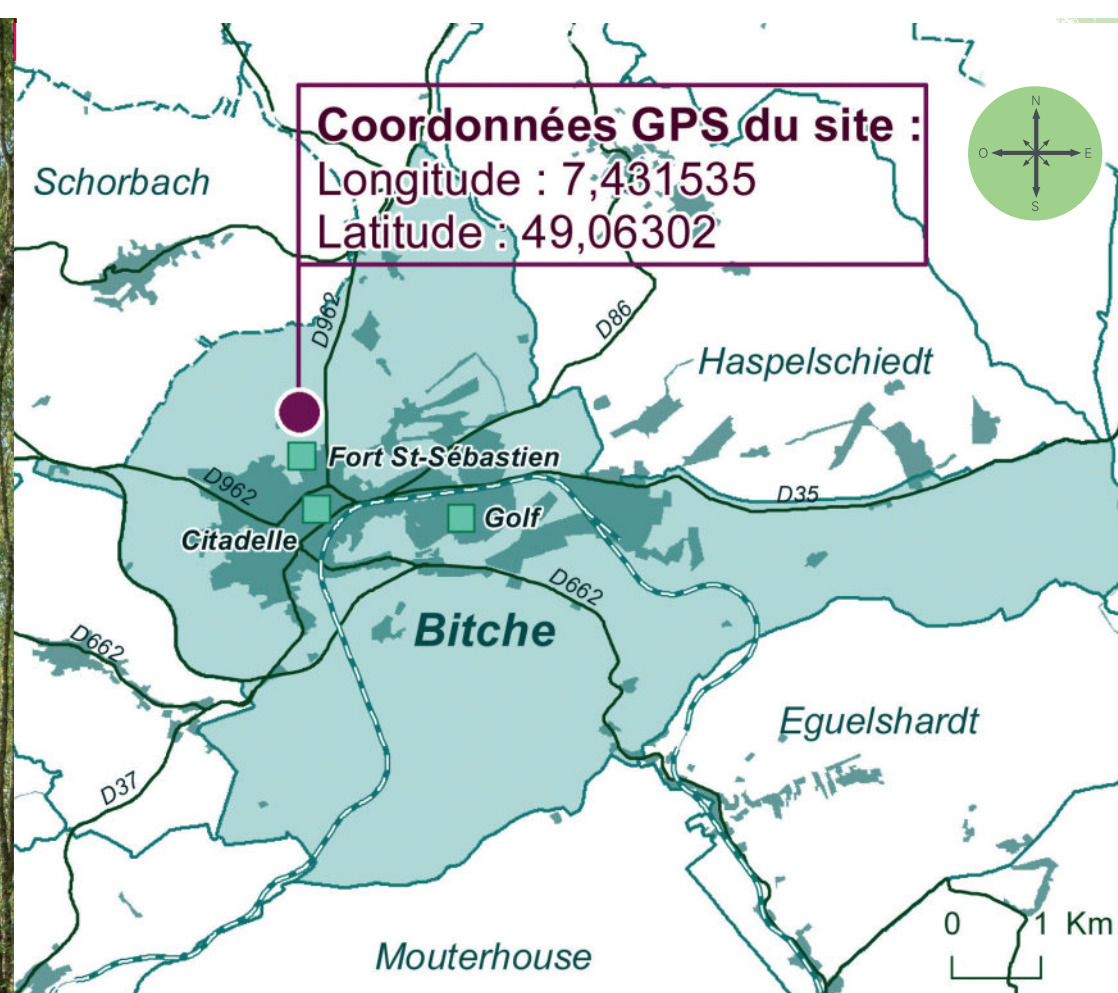 Coordonnées GPS du site :
Longitude : 7,431535
Latitude : 49,06302
N
O
E
S
Schorbach
D962
D86
Haspelschiedt
Fort St-Sébastien
D962
D35
Citadelle
Golf
D662
Bitche
D662
Eguelshardt
D37
0 1 Km
Mouterhouse